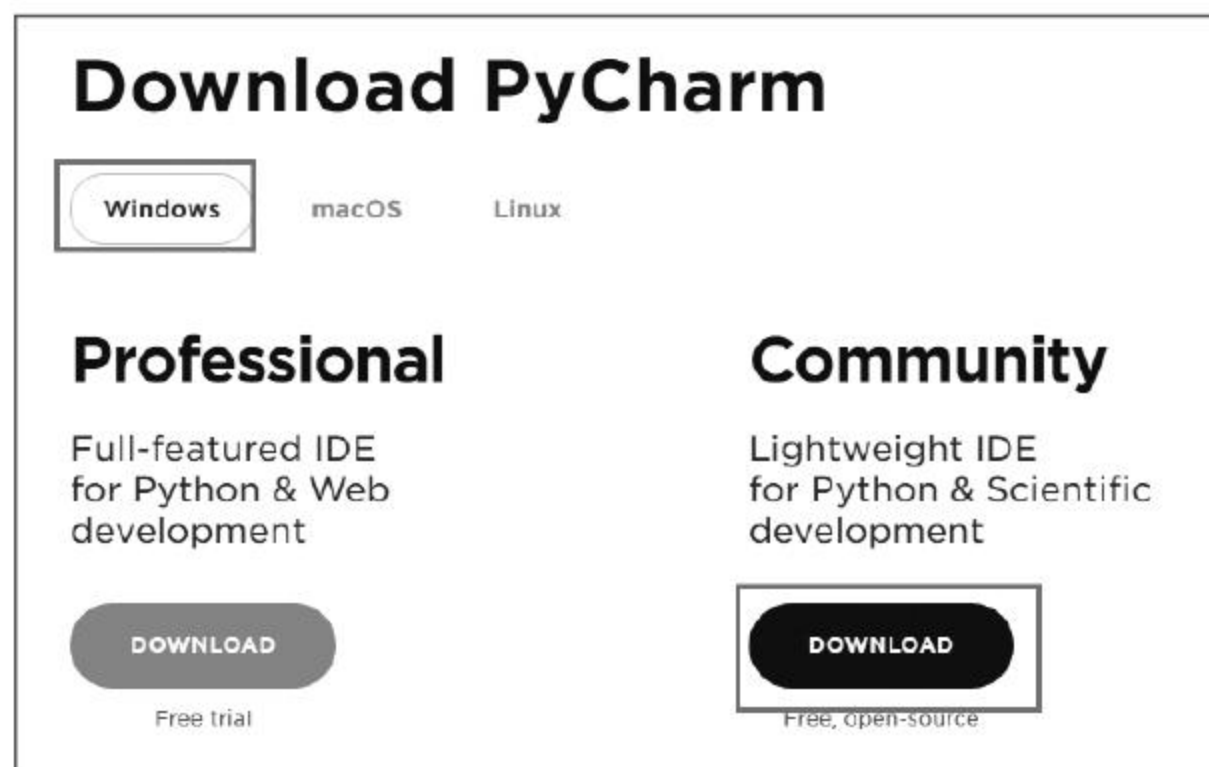 Download PyCharm
Windows macOS Linux
Professional
Full-featured IDE
for Python & Web
development
DOWNLOAD
Free trial
Community
Lightweight IDE
for Python & Scientific
development
DOWNLOAD
Free, open-source